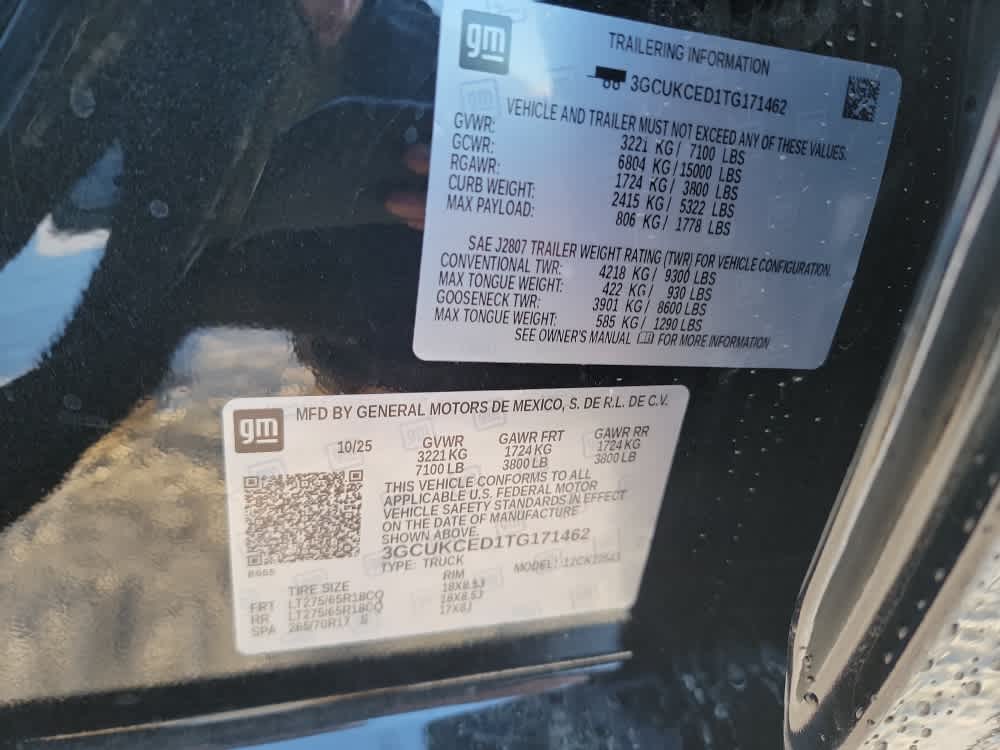 gm
TRAILERING INFORMATION
3GCUKCED1TG171462
VEHICLE AND TRAILER MUST NOT EXCEED ANY OF THESE VALUES:
GVWR: 3221 KG/ 7100 LBS
GCWR: 6804 KG/15000 LBS
RGAWR: 1724 KG/ 3800 LBS
CURB WEIGHT: 2415 KG/ 5322 LBS
MAX PAYLOAD: 806 KG/ 1778 LBS
SAE J2807 TRAILER WEIGHT RATING (TWR) FOR VEHICLE CONFIGURATION.
CONVENTIONAL TWR: 4218 KG/ 9300 LBS
MAX TONGUE WEIGHT: 422 KG/ 930 LBS
GOOSENECK TWR: 3901 KG/ 8600 LBS
MAX TONGUE WEIGHT: 585 KG/ 1290 LBS
SEE OWNER'S MANUAL FOR MORE INFORMATION
gm
MFD BY GENERAL MOTORS DE MEXICO, S. DE R.L. DE C.V.
10/25 GVWR GAWR FRT GAWR RR
3221 KG 1724 KG 1724 KG
7100 LB 3800 LB 3800 LB
THIS VEHICLE CONFORMS TO ALL
APPLICABLE U.S. FEDERAL MOTOR
VEHICLE SAFETY STANDARDS IN EFFECT
ON THE DATE OF MANUFACTURE
SHOWN ABOVE.
3GCUKCED1TG171462
TYPE: TRUCK MODEL:
TIRE SIZE RIM
FRT LT275/65R18CQ 18X8.5J
RR LT275/65R18CQ 18X8.5J
SPA 265/70R17 17X8J